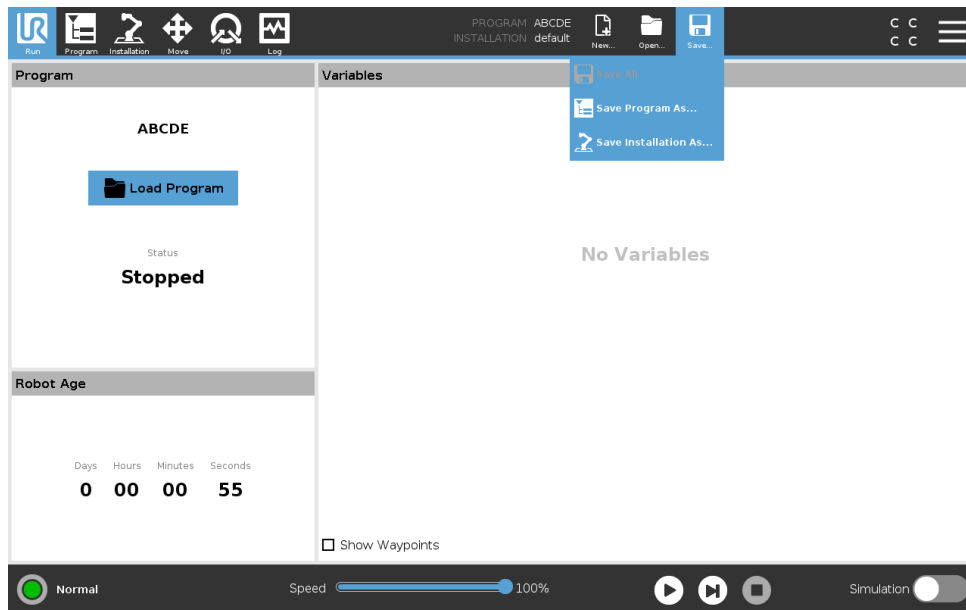 PROGRAM ABCDE
INSTALLATION default
Run Program Installation Move I/O Log New... Open... Save...
C C
C C
Program
Variables
Save All
Save Program As...
Save Installation As...
ABCDE
Load Program
Status
Stopped
No Variables
Robot Age
Days Hours Minutes Seconds
0 00 00 55
Show Waypoints
Normal
Speed 100%
Simulation